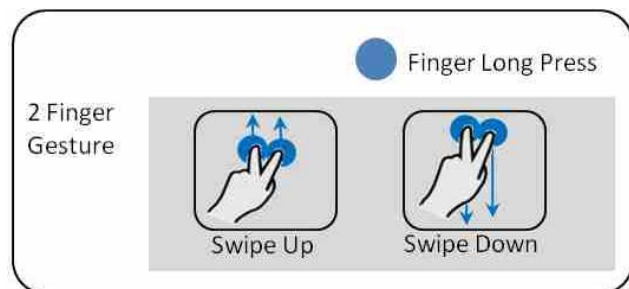 Finger Long Press
2 Finger
Gesture
Swipe Up
Swipe Down